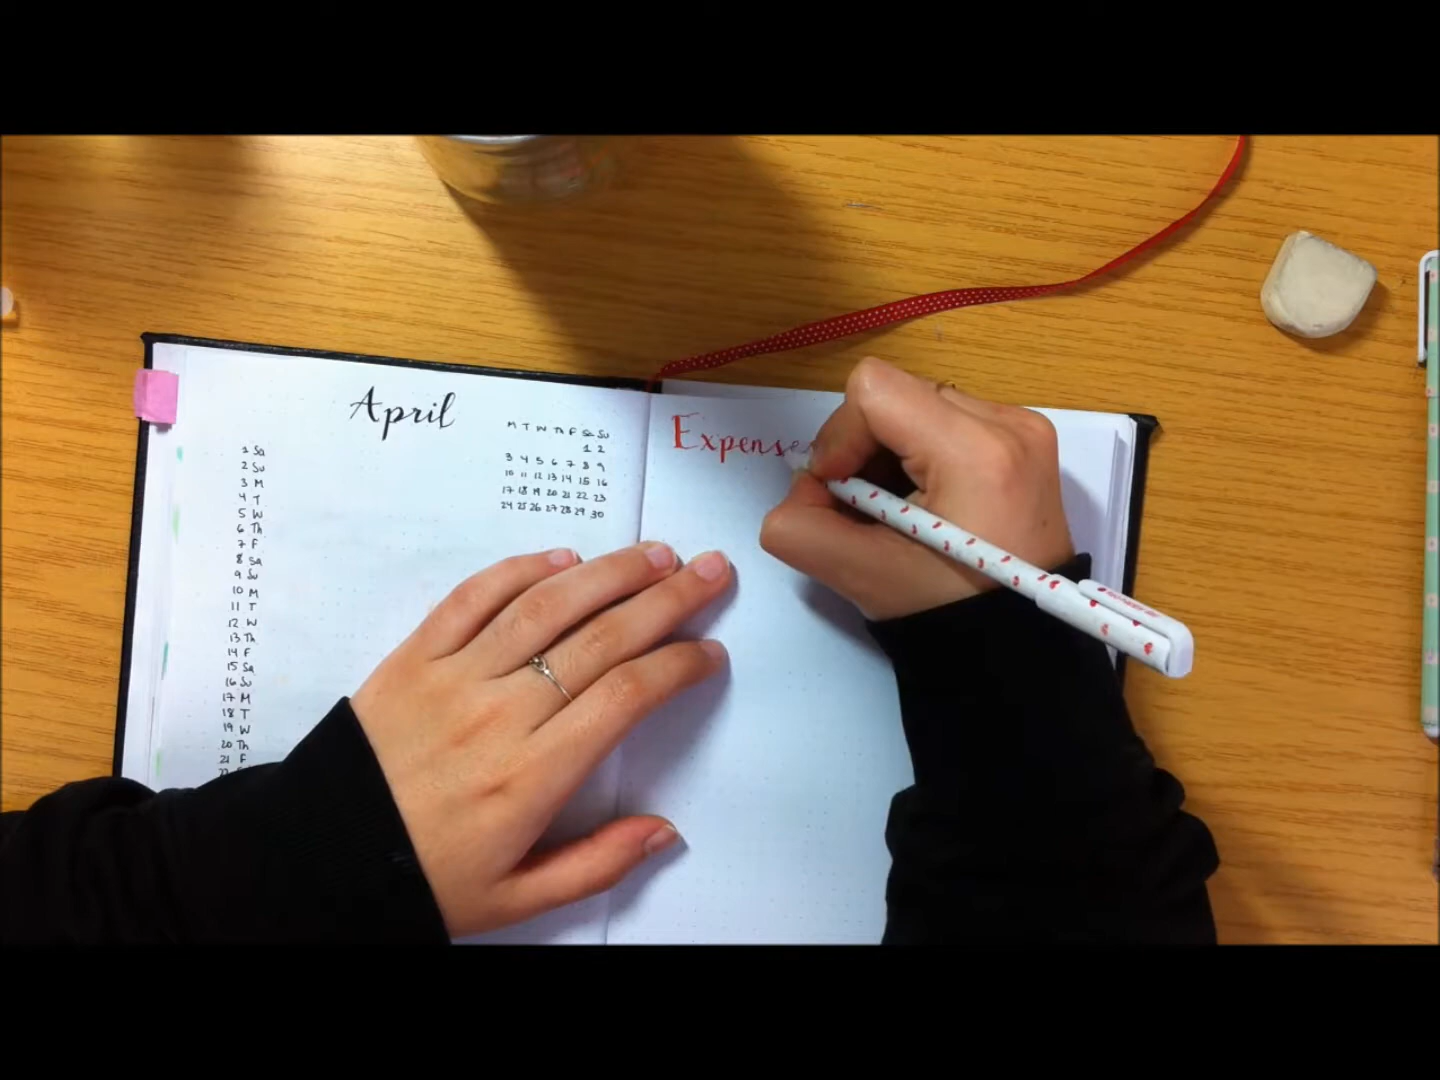 April
M T W Th F Sa Su
1 2
3 4 5 6 7 8 9
10 11 12 13 14 15 16
17 18 19 20 21 22 23
24 25 26 27 28 29 30
1 Sa
2 Su
3 M
4 T
5 W
6 Th
7 F
8 Sa
9 Su
10 M
11 T
12 W
13 Th
14 F
15 Sa
16 Su
17 M
18 T
19 W
20 Th
21 F
Expenses